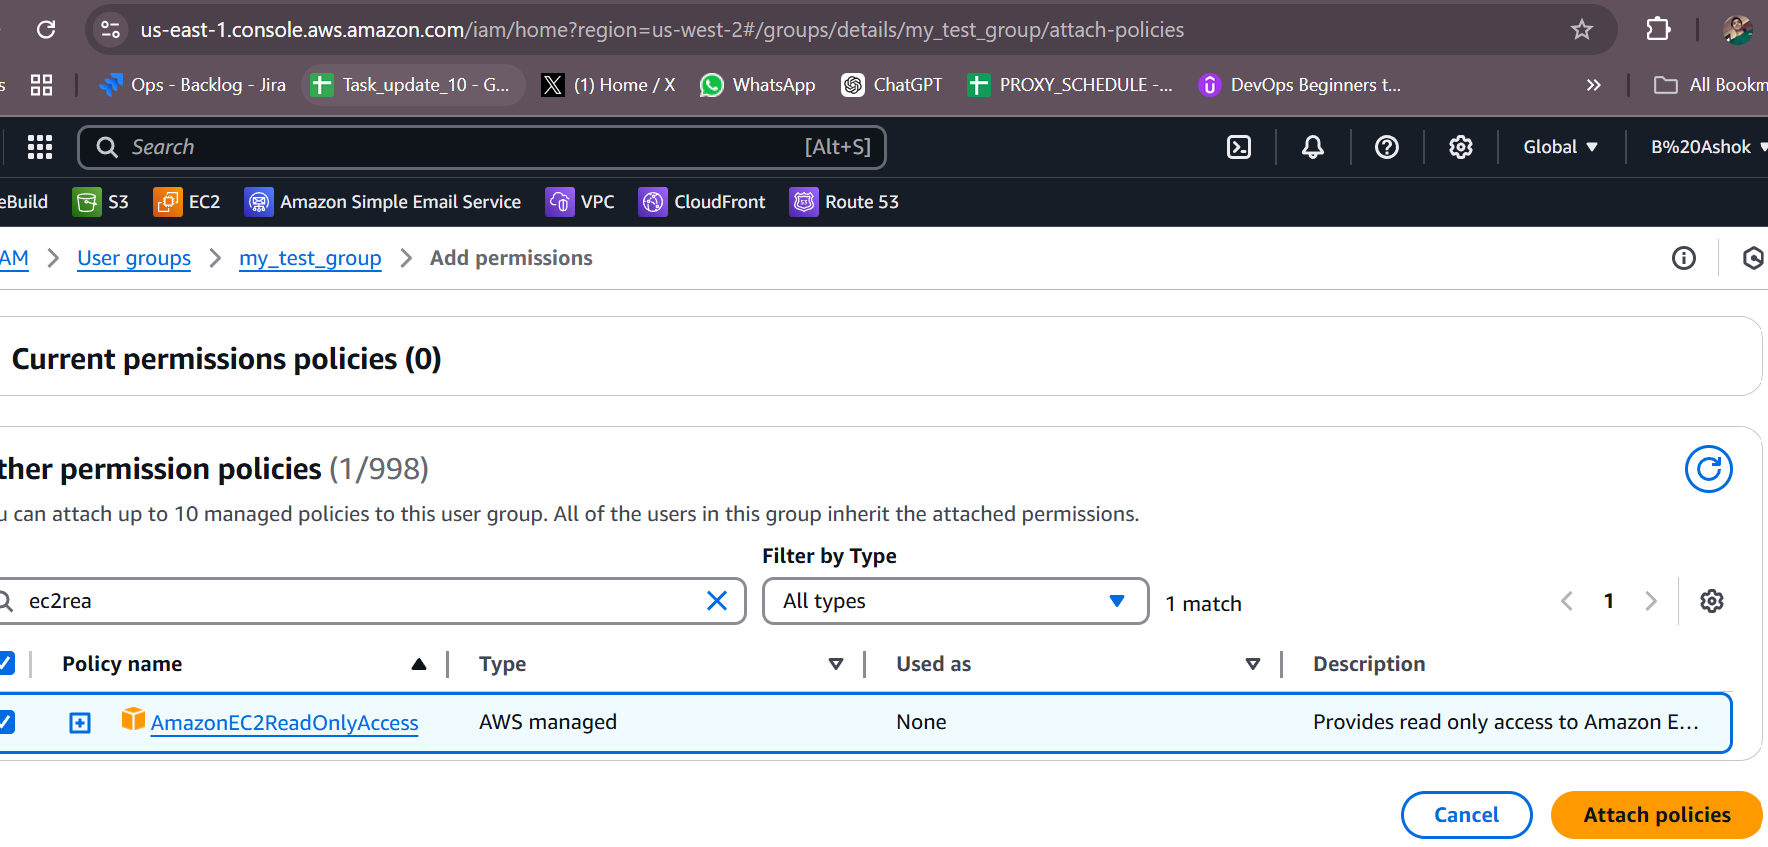 us-east-1.console.aws.amazon.com/iam/home?region=us-west-2#/groups/details/my_test_group/attach-policies
s Ops - Backlog - Jira Task_update_10 - G... (1) Home / X WhatsApp ChatGPT PROXY_SCHEDULE -... DevOps Beginners t... » All Bookm
Search [Alt+S] Global B%20Ashok
eBuild S3 EC2 Amazon Simple Email Service VPC CloudFront Route 53
AM User groups my_test_group Add permissions
Current permissions policies (0)
ther permission policies (1/998)
u can attach up to 10 managed policies to this user group. All of the users in this group inherit the attached permissions.
Filter by Type
ec2rea All types 1 match 1
Policy name Type Used as Description
AmazonEC2ReadOnlyAccess AWS managed None Provides read only access to Amazon E...
Cancel Attach policies